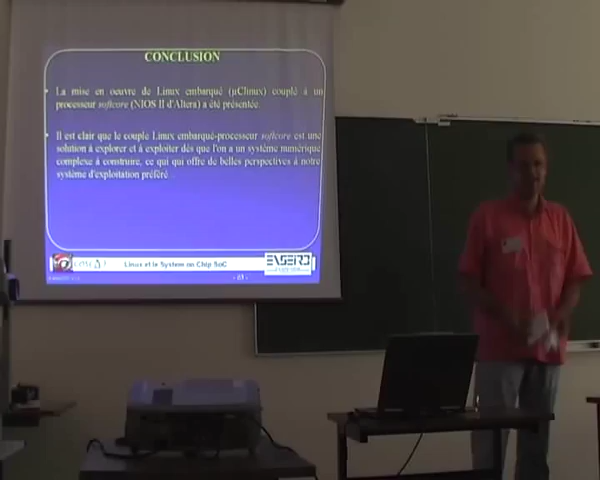 CONCLUSION
La mise en oeuvre de Linux embarqué (µClinux) couplé à un
processeur softcore (NIOS II d'Altera) a été présentée.
Il est clair que le couple Linux embarqué-processeur softcore est une
solution à explorer et à exploiter dès que l'on a un système numérique
complexe à construire, ce qui qui offre de belles perspectives à notre
système d'exploitation préféré...
Linux et le System on Chip SoC
ENSEIRB
- 63 -